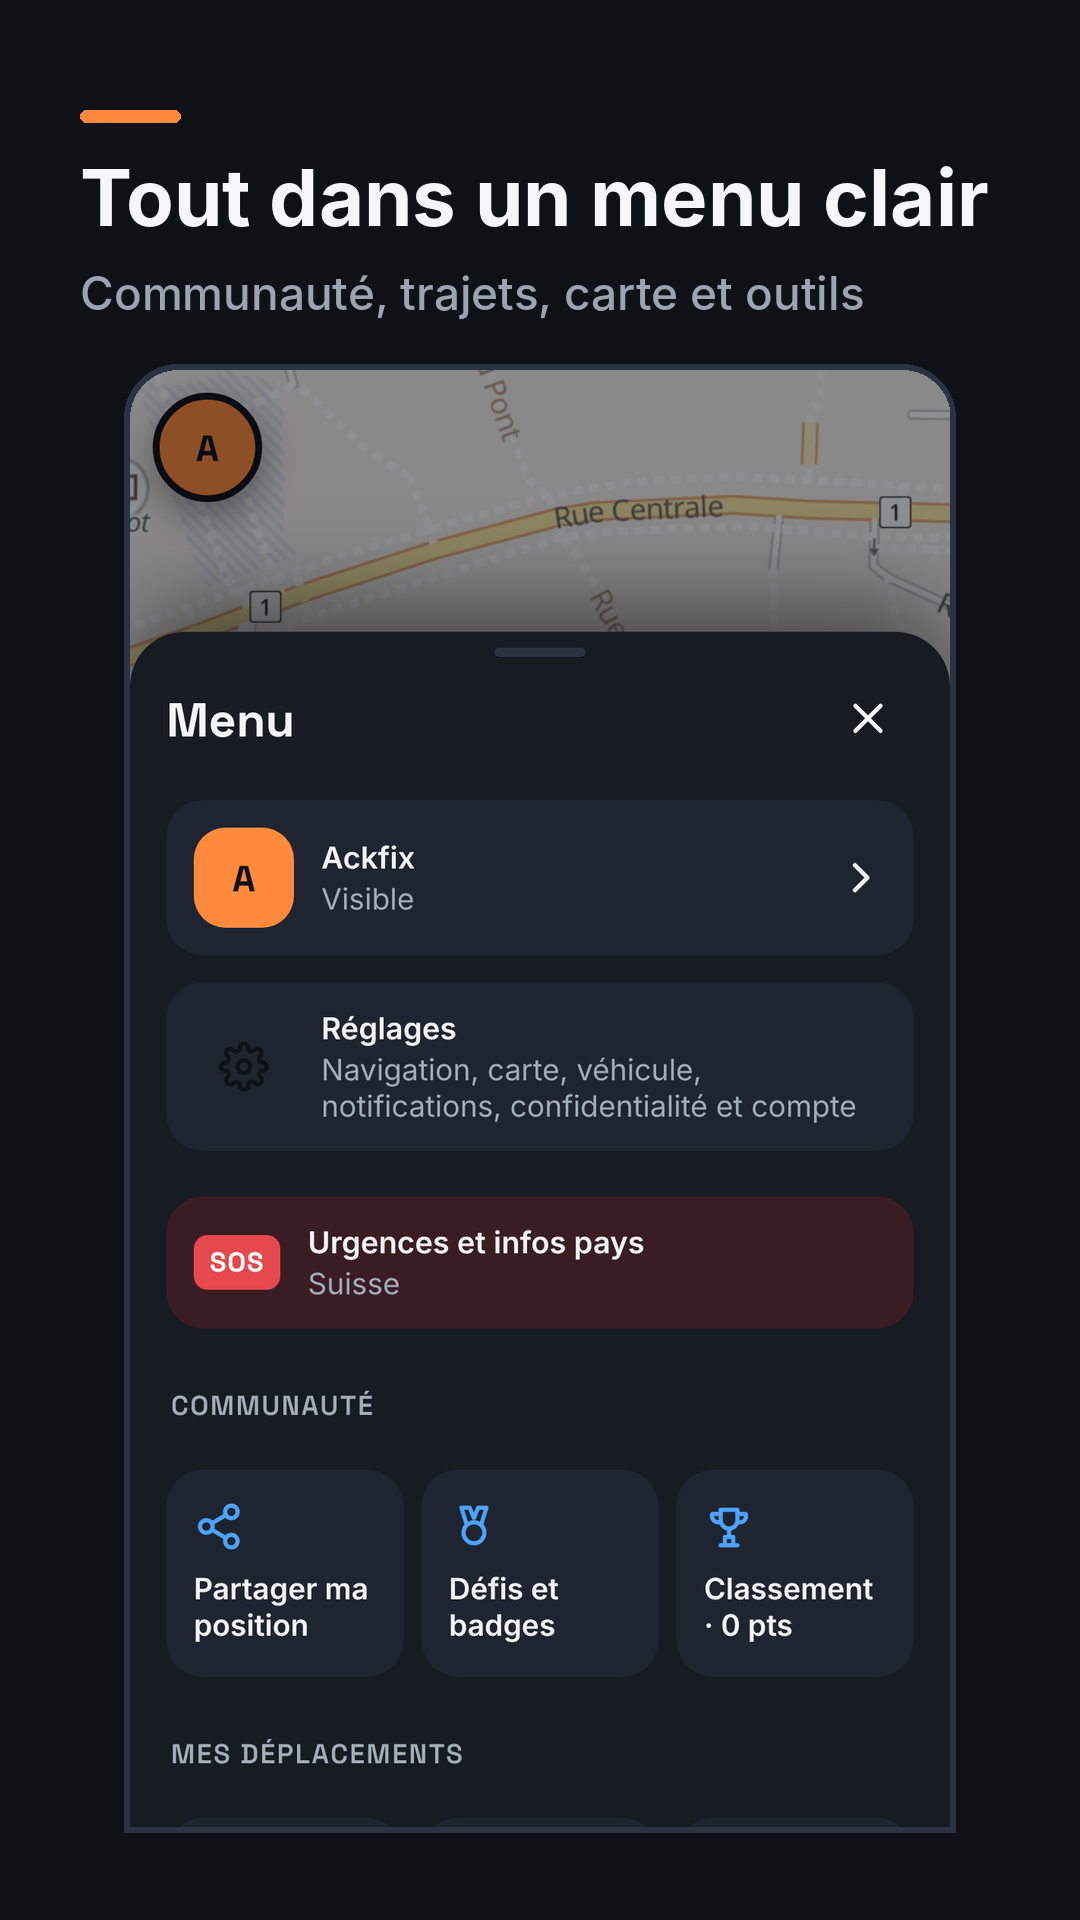 Tout dans un menu clair
Communauté, trajets, carte et outils
A
Pont
Rue Centrale
1
ot
1
Rue
Menu
A
Ackfix
Visible
Réglages
Navigation, carte, véhicule,
notifications, confidentialité et compte
SOS
Urgences et infos pays
Suisse
COMMUNAUTÉ
Partager ma
position
Défis et
badges
Classement
· 0 pts
MES DÉPLACEMENTS